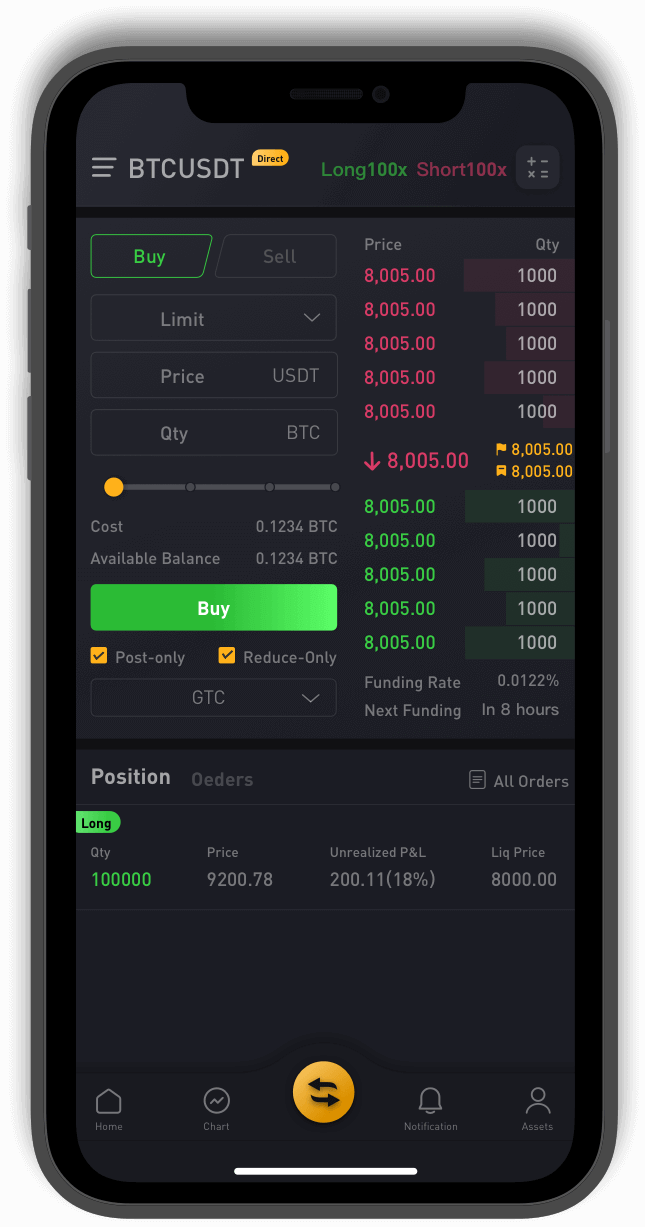 BTCUSDT Direct Long100x Short100x
Buy Sell
Limit
Price USDT
Qty BTC
Cost 0.1234 BTC
Available Balance 0.1234 BTC
Buy
Post-only Reduce-Only
GTC
Price Qty
8,005.00 1000
8,005.00 1000
8,005.00 1000
8,005.00 1000
8,005.00 1000
8,005.00 8,005.00
8,005.00
8,005.00 1000
8,005.00 1000
8,005.00 1000
8,005.00 1000
8,005.00 1000
Funding Rate 0.0122%
Next Funding In 8 hours
Position Oeders All Orders
Long
Qty Price Unrealized P&L Liq Price
100000 9200.78 200.11(18%) 8000.00
Home Chart Notification Assets